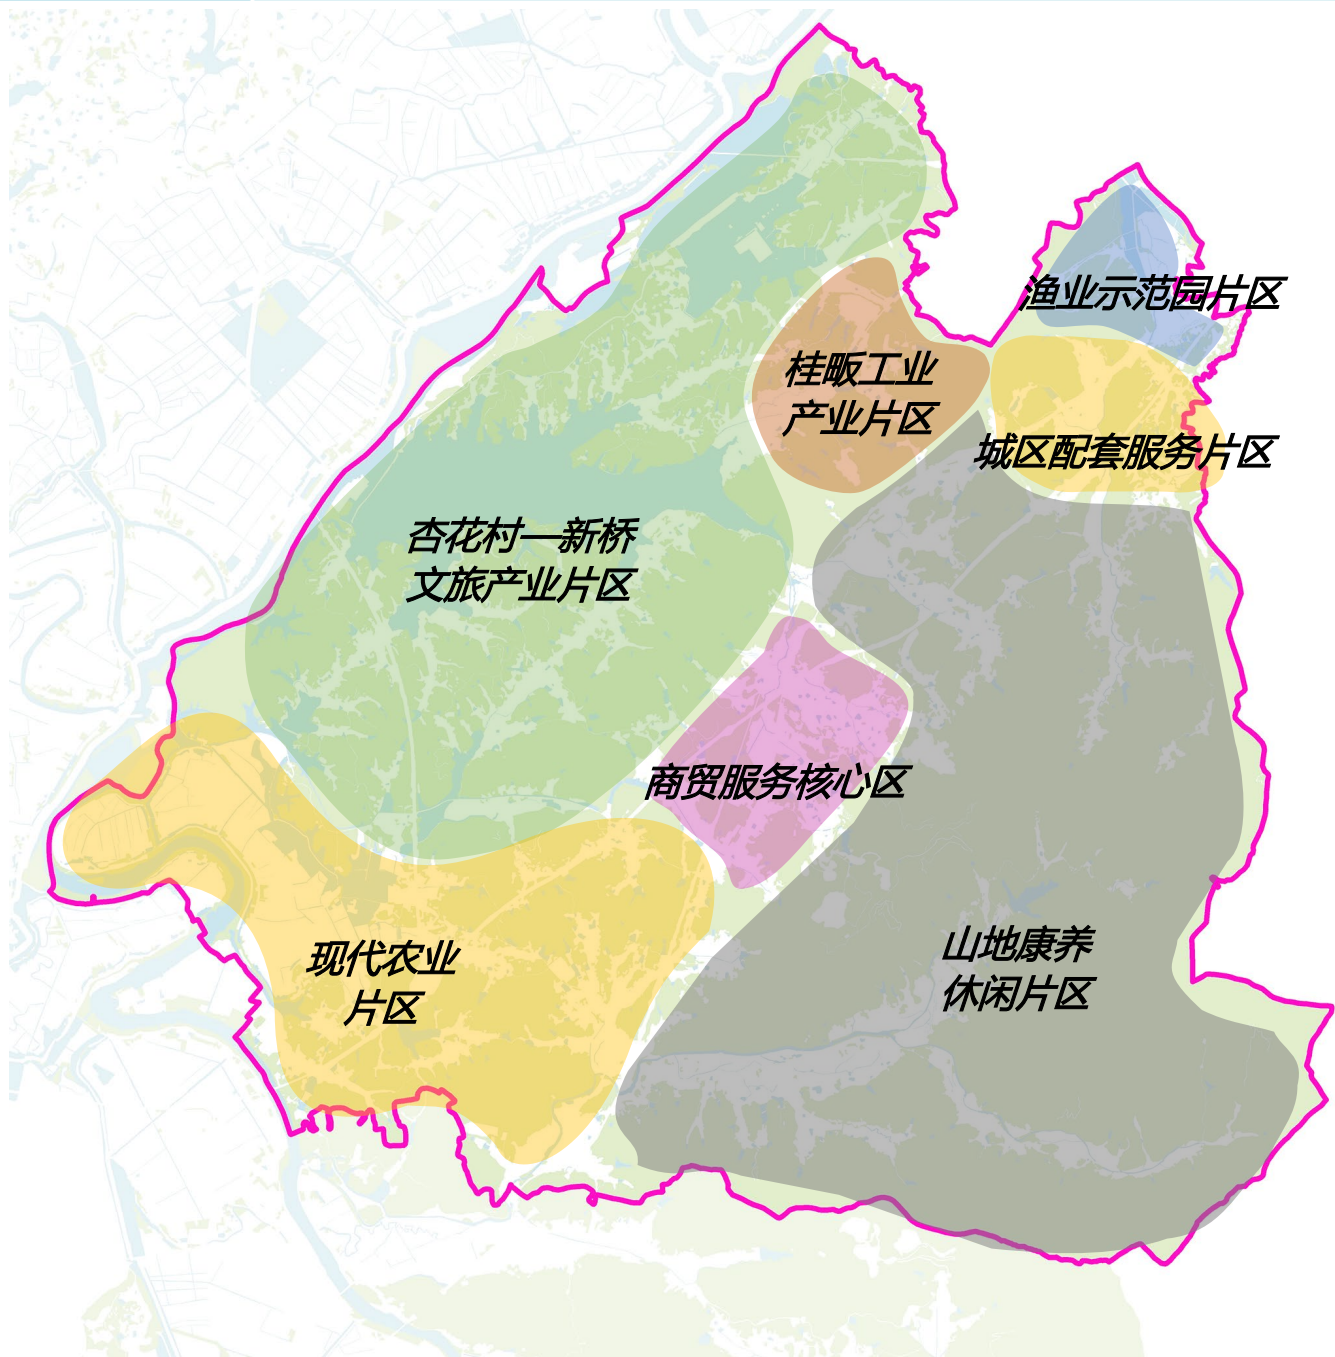 渔业示范园片区
桂畈工业
产业片区
城区配套服务片区
杏花村—新桥
文旅产业片区
商贸服务核心区
现代农业
片区
山地康养
休闲片区